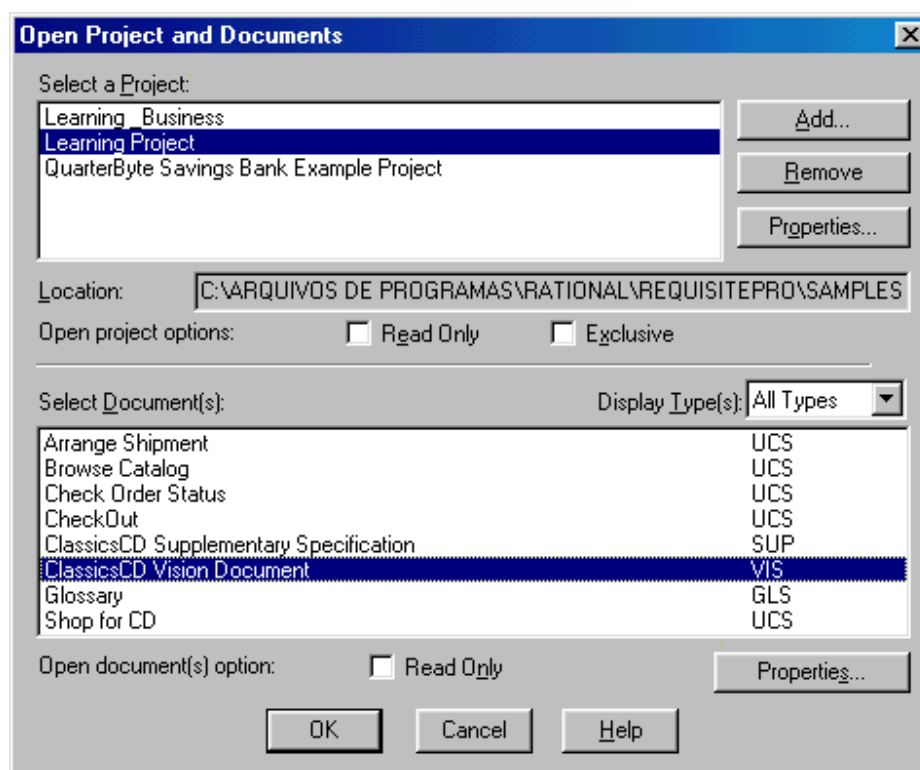 Open Project and Documents
Select a Project:
Learning _Business
Learning Project
QuarterByte Savings Bank Example Project
Add...
Remove
Properties...
Location: C:\ARQUIVOS DE PROGRAMAS\RATIONAL\REQUISITEPRO\SAMPLES
Open project options: Read Only Exclusive
Select Document(s): Display Type(s): All Types
Arrange Shipment UCS
Browse Catalog UCS
Check Order Status UCS
CheckOut UCS
ClassicsCD Supplementary Specification SUP
ClassicsCD Vision Document VIS
Glossary GLS
Shop for CD UCS
Open document(s) option: Read Only Properties...
OK Cancel Help